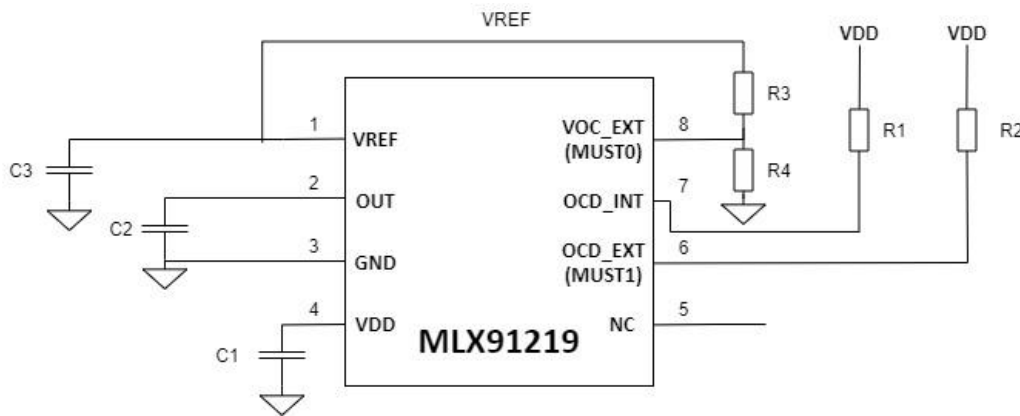 VREF
VDD
VDD
R3
R1
R2
1
VREF
VOC_EXT
(MUST0)
8
C3
R4
2
OUT
OCD_INT
7
C2
3
GND
OCD_EXT
(MUST1)
6
4
VDD
NC
5
C1
MLX91219